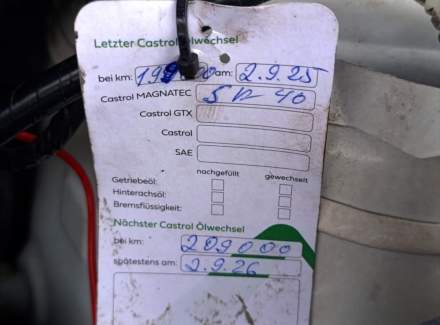 Letzter Castrol Ölwechsel
bei km: am: 2.9.25
Castrol MAGNATEC 5W 40
Castrol GTX
Castrol
SAE
nachgefüllt gewechselt
Getriebeöl:
Hinterachsöl:
Bremsflüssigkeit:
Nächster Castrol Ölwechsel
bei km: 209000
spätestens am: 2.9.26